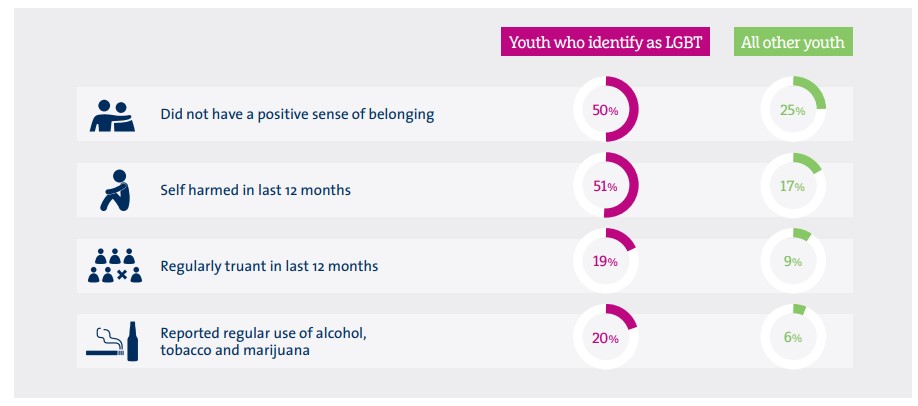 Youth who identify as LGBT All other youth
Did not have a positive sense of belonging 50% 25%
Self harmed in last 12 months 51% 17%
Regularly truant in last 12 months 19% 9%
Reported regular use of alcohol,
tobacco and marijuana 20% 6%